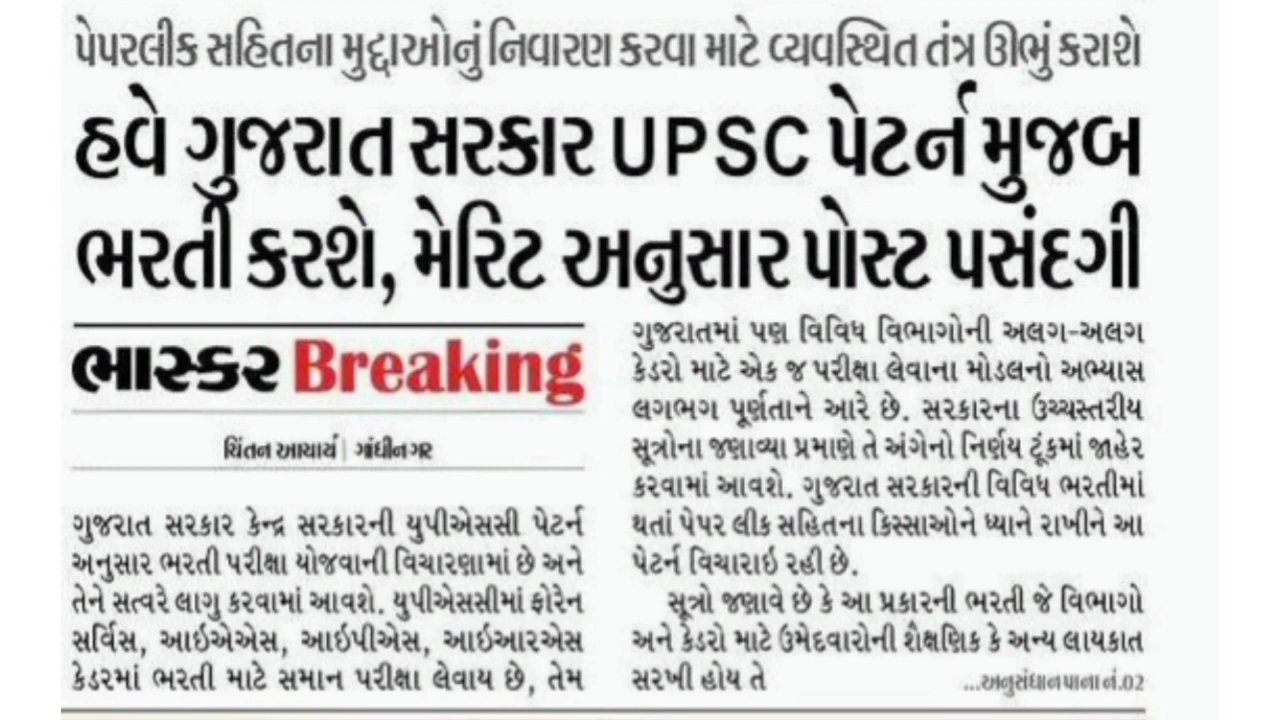 પેપરલીક સહિતના મુદ્દાઓનું નિવારણ કરવા માટે વ્યવસ્થિત તંત્ર ઊભું કરાશે
હવે ગુજરાત સરકાર UPSC પેટર્ન મુજબ
ભરતી કરશે, મેરિટ અનુસાર પોસ્ટ પસંદગી
ભાસ્કર Breaking
ચિંતન આચાર્ય | ગાંધીનગર
ગુજરાત સરકાર કેન્દ્ર સરકારની યુપીએસસી પેટર્ન
અનુસાર ભરતી પરીક્ષા યોજવાની વિચારણામાં છે અને
તેને સત્વરે લાગુ કરવામાં આવશે. યુપીએસસીમાં ફોરેન
સર્વિસ, આઇએએસ, આઇપીએસ, આઇઆરએસ
કેડરમાં ભરતી માટે સમાન પરીક્ષા લેવાય છે, તેમ
ગુજરાતમાં પણ વિવિધ વિભાગોની અલગ-અલગ
કેડરો માટે એક જ પરીક્ષા લેવાના મોડલનો અભ્યાસ
લગભગ પૂર્ણતાને આરે છે. સરકારના ઉચ્ચસ્તરીય
સૂત્રોના જણાવ્યા પ્રમાણે તે અંગેનો નિર્ણય ટૂંકમાં જાહેર
કરવામાં આવશે. ગુજરાત સરકારની વિવિધ ભરતીમાં
થતાં પેપર લીક સહિતના કિસ્સાઓને ધ્યાને રાખીને આ
પેટર્ન વિચારાઇ રહી છે.
સૂત્રો જણાવે છે કે આ પ્રકારની ભરતી જે વિભાગો
અને કેડરો માટે ઉમેદવારોની શૈક્ષણિક કે અન્ય લાયકાત
સરખી હોય તે ...અનુસંધાન પાના નં.02